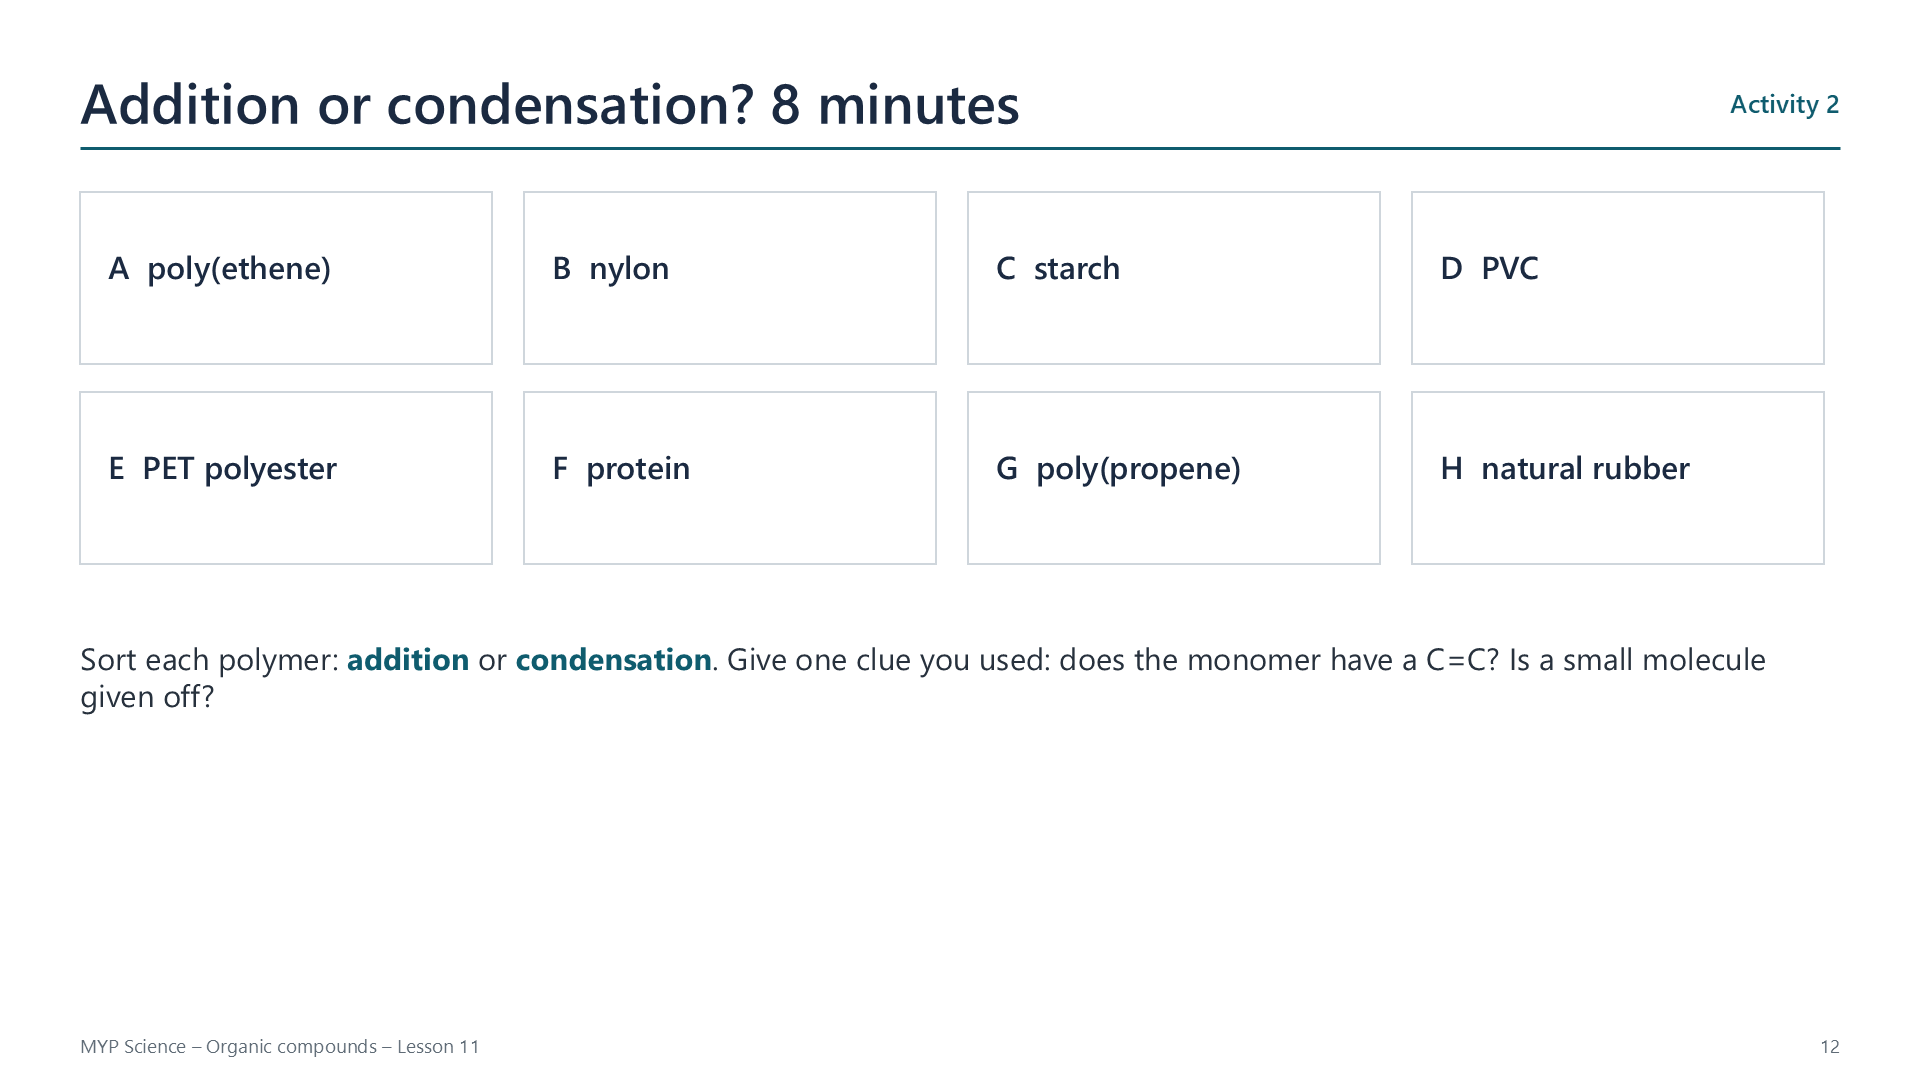 Addition or condensation? 8 minutes
Activity 2
A poly(ethene)
B nylon
C starch
D PVC
E PET polyester
F protein
G poly(propene)
H natural rubber
Sort each polymer: addition or condensation. Give one clue you used: does the monomer have a C=C? Is a small molecule
given off?
MYP Science – Organic compounds – Lesson 11
12